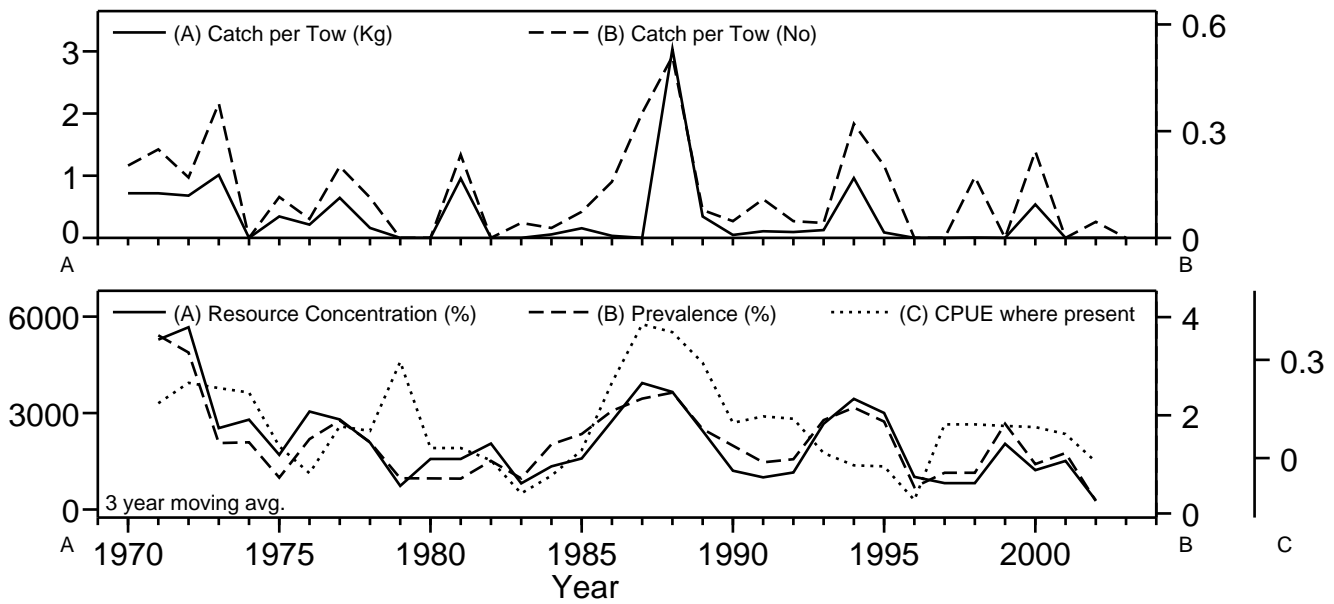 (A) Catch per Tow (Kg) (B) Catch per Tow (No)
3
2
1
0
A
0.6
0.3
0
B
(A) Resource Concentration (%) (B) Prevalence (%) (C) CPUE where present
6000
3000
0
A
4
2
0
B
0.3
0
C
3 year moving avg.
1970 1975 1980 1985 1990 1995 2000
Year